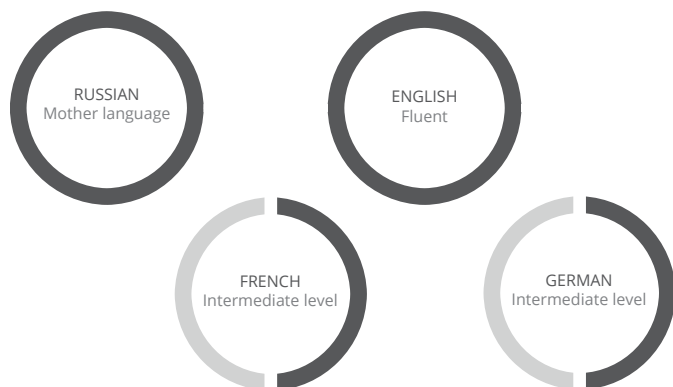 RUSSIAN
Mother language
ENGLISH
Fluent
FRENCH
Intermediate level
GERMAN
Intermediate level